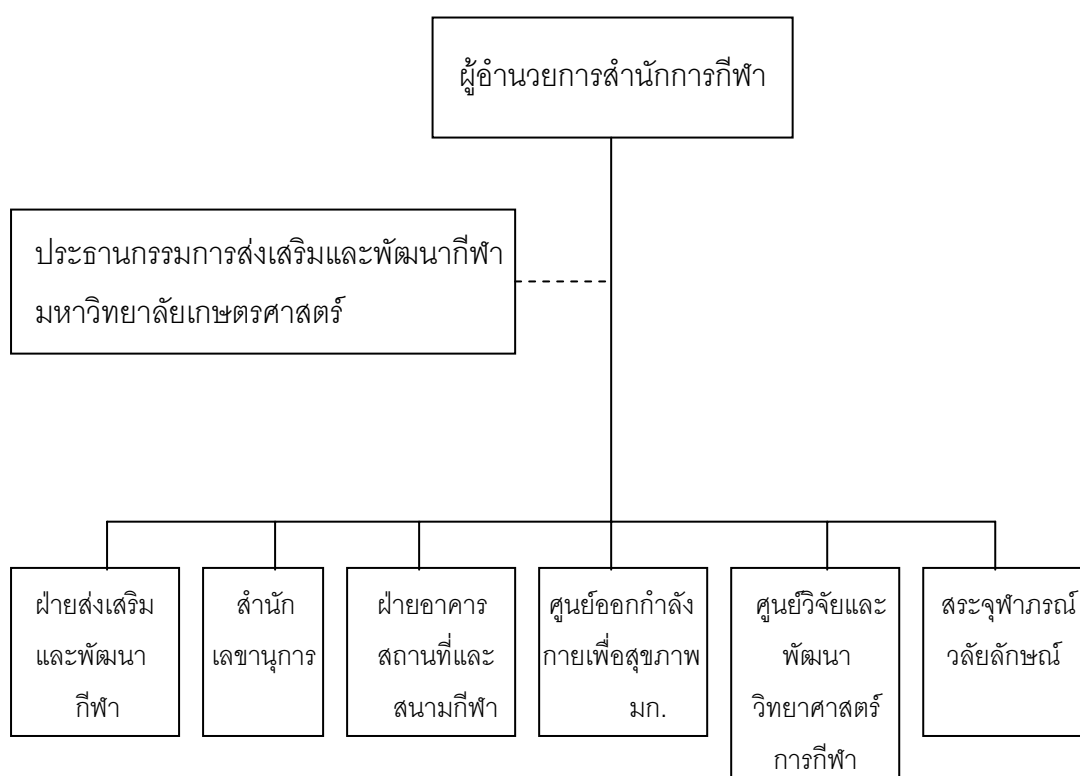 ผู้อำนวยการสำนักการกีฬา
ประธานกรรมการส่งเสริมและพัฒนากีฬา
มหาวิทยาลัยเกษตรศาสตร์
ฝ่ายส่งเสริม
และพัฒนา
กีฬา
สำนัก
เลขานุการ
ฝ่ายอาคาร
สถานที่และ
สนามกีฬา
ศูนย์ออกกำลัง
กายเพื่อสุขภาพ
มก.
ศูนย์วิจัยและ
พัฒนา
วิทยาศาสตร์
การกีฬา
สระจุฬาภรณ์
วลัยลักษณ์